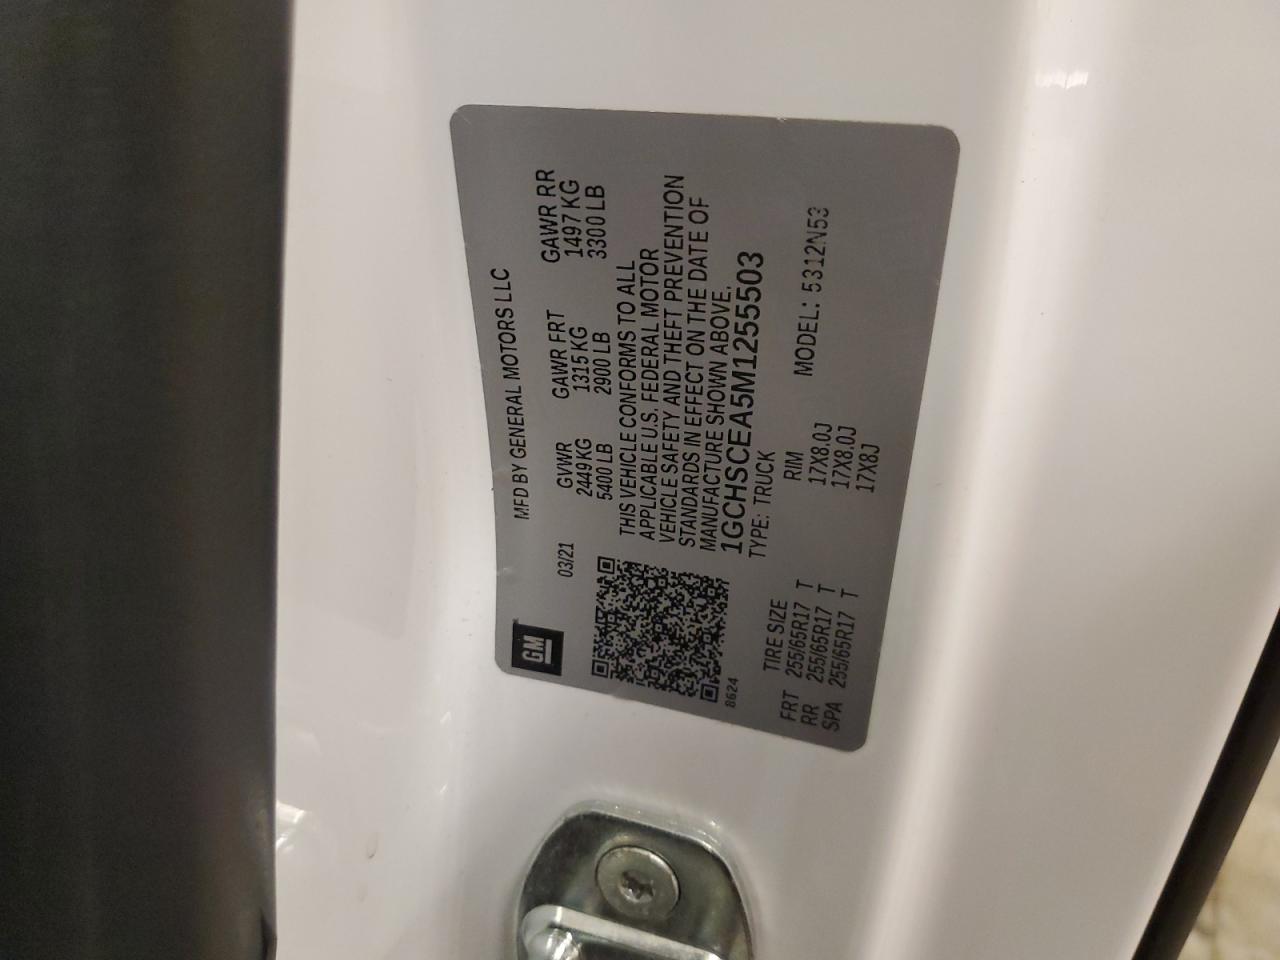 MFD BY GENERAL MOTORS LLC
GM
03/21
GVWR GAWR FRT GAWR RR
2449 KG 1315 KG 1497 KG
5400 LB 2900 LB 3300 LB
THIS VEHICLE CONFORMS TO ALL
APPLICABLE U.S. FEDERAL MOTOR
VEHICLE SAFETY AND THEFT PREVENTION
STANDARDS IN EFFECT ON THE DATE OF
MANUFACTURE SHOWN ABOVE.
1GCHSCEA5M1255503
8624
TYPE: TRUCK
MODEL: 5312N53
TIRE SIZE RIM
FRT 255/65R17 T 17X8.0J
RR 255/65R17 T 17X8.0J
SPA 255/65R17 T 17X8J